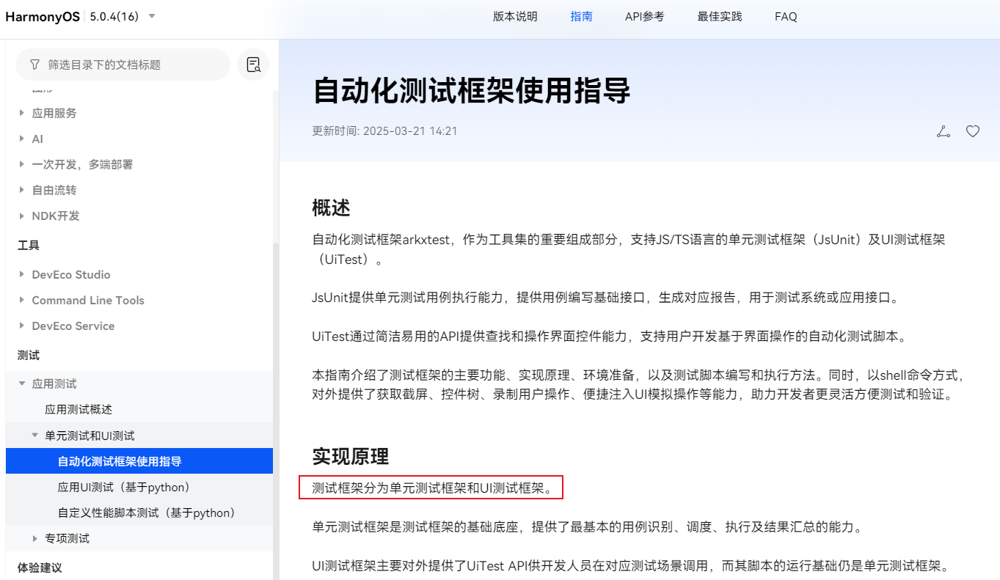 HarmonyOS 5.0.4(16)
版本说明 指南 API参考 最佳实践 FAQ
筛选目录下的文档标题
应用服务
AI
一次开发，多端部署
自由流转
NDK开发
工具
DevEco Studio
Command Line Tools
DevEco Service
测试
应用测试
应用测试概述
单元测试和UI测试
自动化测试框架使用指导
应用UI测试（基于python）
自定义性能脚本测试（基于python）
专项测试
体验建议
自动化测试框架使用指导
更新时间: 2025-03-21 14:21
概述
自动化测试框架arkxtest，作为工具集的重要组成部分，支持JS/TS语言的单元测试框架（JsUnit）及UI测试框架
（UiTest）。
JsUnit提供单元测试用例执行能力，提供用例编写基础接口，生成对应报告，用于测试系统或应用接口。
UiTest通过简洁易用的API提供查找和操作界面控件能力，支持用户开发基于界面操作的自动化测试脚本。
本指南介绍了测试框架的主要功能、实现原理、环境准备，以及测试脚本编写和执行方法。同时，以shell命令方式，
对外提供了获取截屏、控件树、录制用户操作、便捷注入UI模拟操作等能力，助力开发者更灵活方便测试和验证。
实现原理
测试框架分为单元测试框架和UI测试框架。
单元测试框架是测试框架的基础底座，提供了最基本的用例识别、调度、执行及结果汇总的能力。
UI测试框架主要对外提供了UiTest API供开发人员在对应测试场景调用，而其脚本的运行基础仍是单元测试框架。